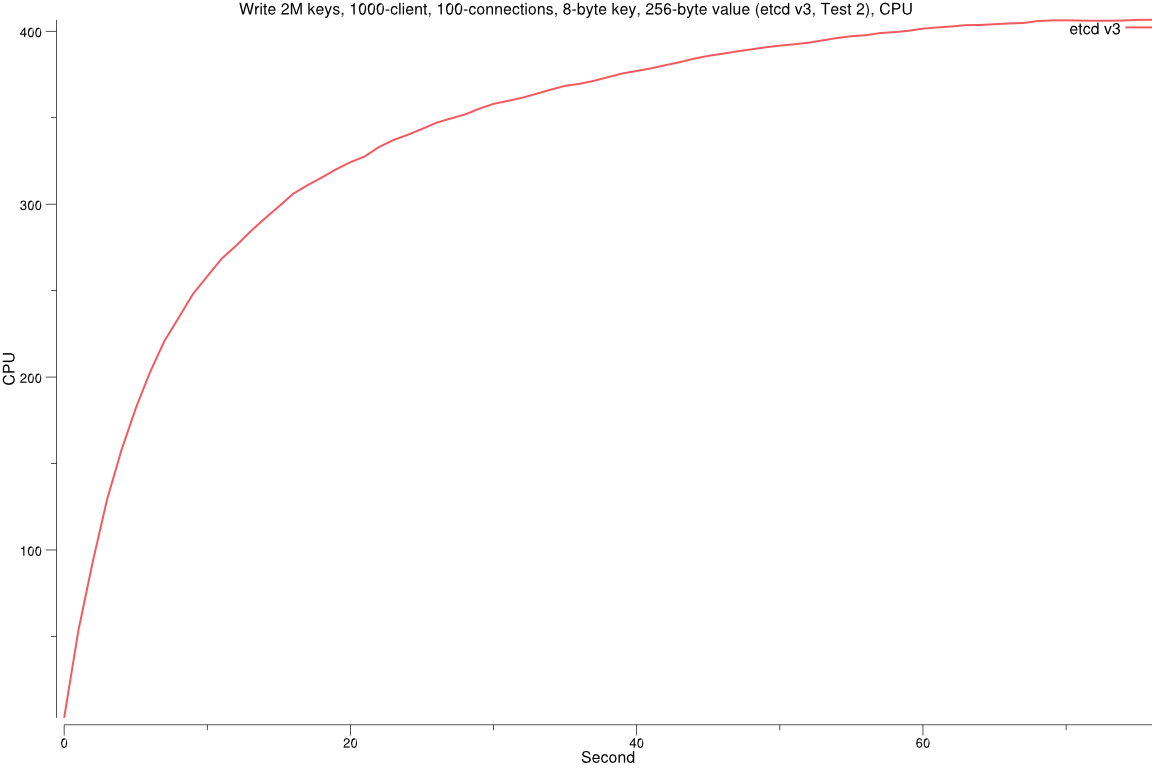 Write 2M keys, 1000-client, 100-connections, 8-byte key, 256-byte value (etcd v3, Test 2), CPU
400
etcd v3
300
CPU
200
100
0 20 40 60
Second